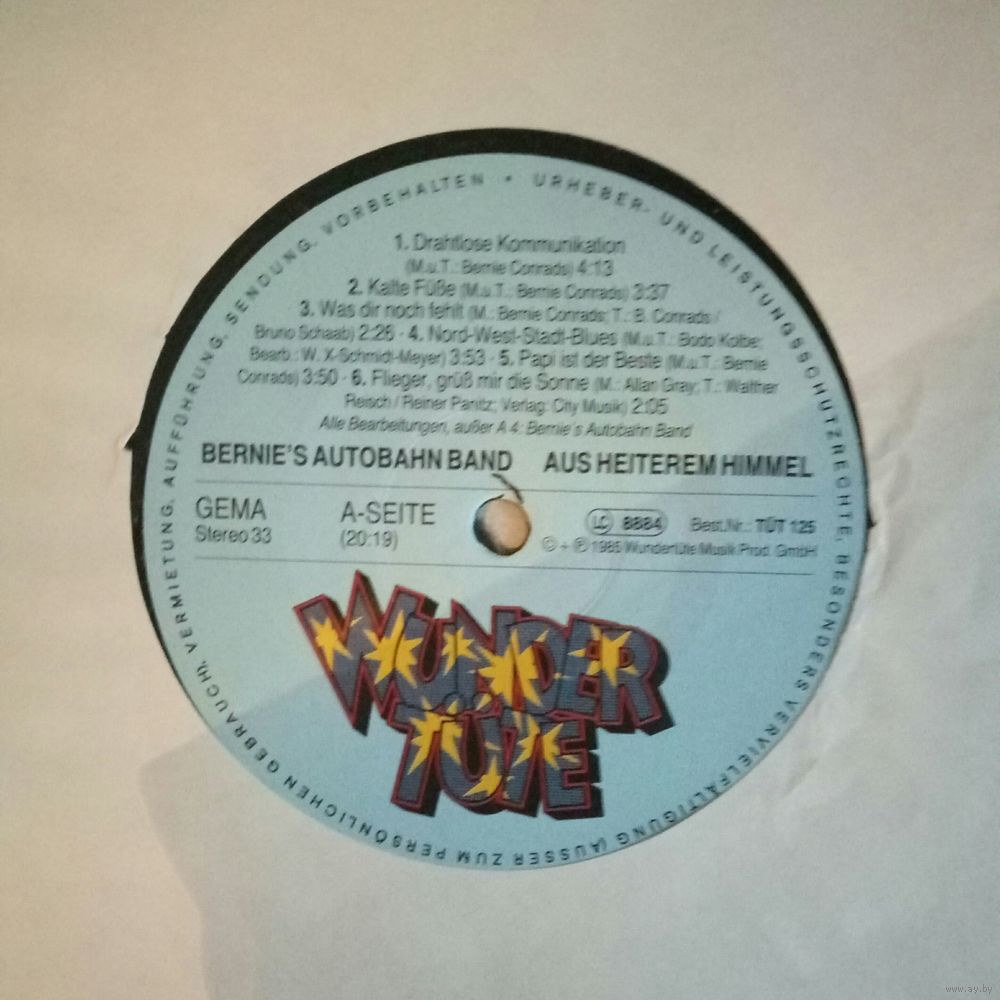 URHEBER- UND LEISTUNGSSCHUTZRECHTE, BESONDERS VERVIELFÄLTIGUNG (AUSSER ZUM PERSÖNLICHEN GEBRAUCH), VERMIETUNG, AUFFÜHRUNG, SENDUNG, VORBEHALTEN •
1. Drahtlose Kommunikation
(M.u.T.: Bernie Conrads) 4:13
2. Kalte Füße (M.u.T.: Bernie Conrads) 3:37
3. Was dir noch fehlt (M.: Bernie Conrads; T.: B. Conrads /
Bruno Schaab) 2:26 · 4. Nord-West-Stadt-Blues (M.u.T.: Bodo Kolbe;
Bearb.: W. X-Schmidt-Meyer) 3:53 · 5. Papi ist der Beste (M.u.T.: Bernie
Conrads) 3:50 · 6. Flieger, grüß mir die Sonne (M.: Allan Gray; T.: Walther
Reisch / Reiner Panitz; Verlag: City Musik) 2:05
Alle Bearbeitungen, außer A 4: Bernie's Autobahn Band
BERNIE'S AUTOBAHN BAND AUS HEITEREM HIMMEL
GEMA A-SEITE LC 8884 Best.Nr.: TÜT 125
Stereo 33 (20:19) © + ℗ 1985 Wundertüte Musik Prod. GmbH
WUNDER
TÜTE
www.ay.by